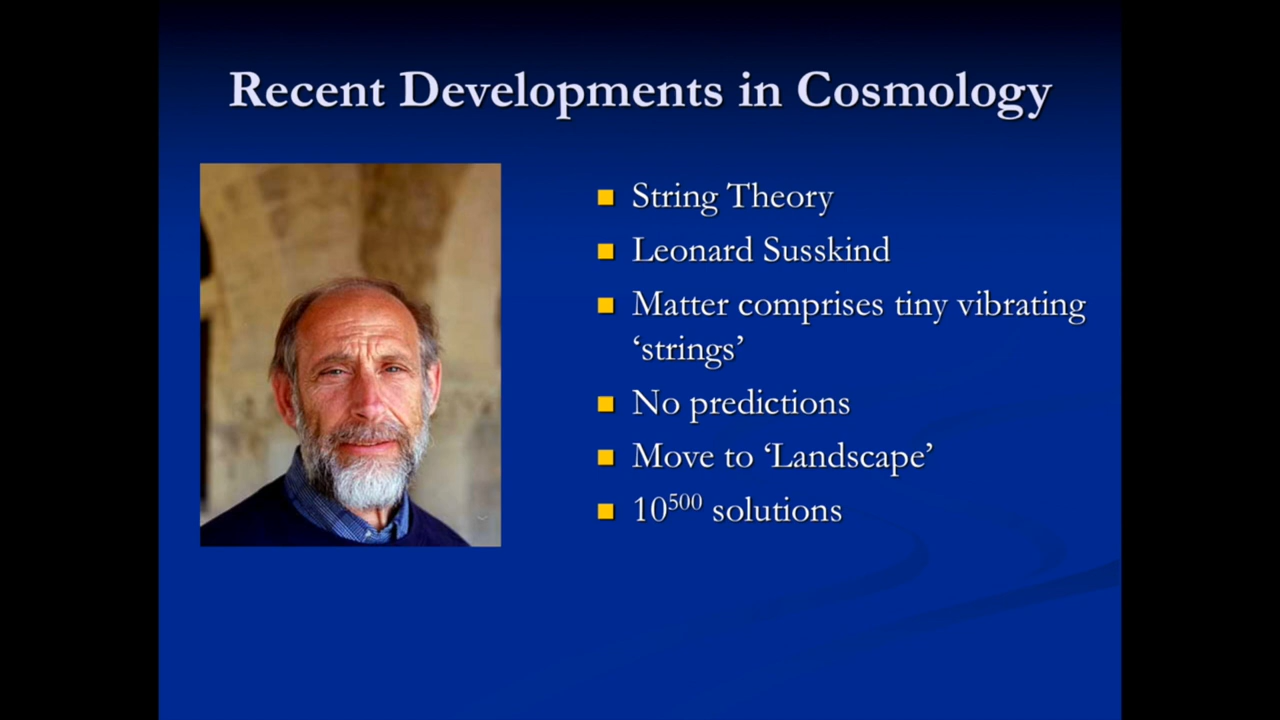 Recent Developments in Cosmology
String Theory
Leonard Susskind
Matter comprises tiny vibrating
‘strings’
No predictions
Move to ‘Landscape’
10⁵⁰⁰ solutions